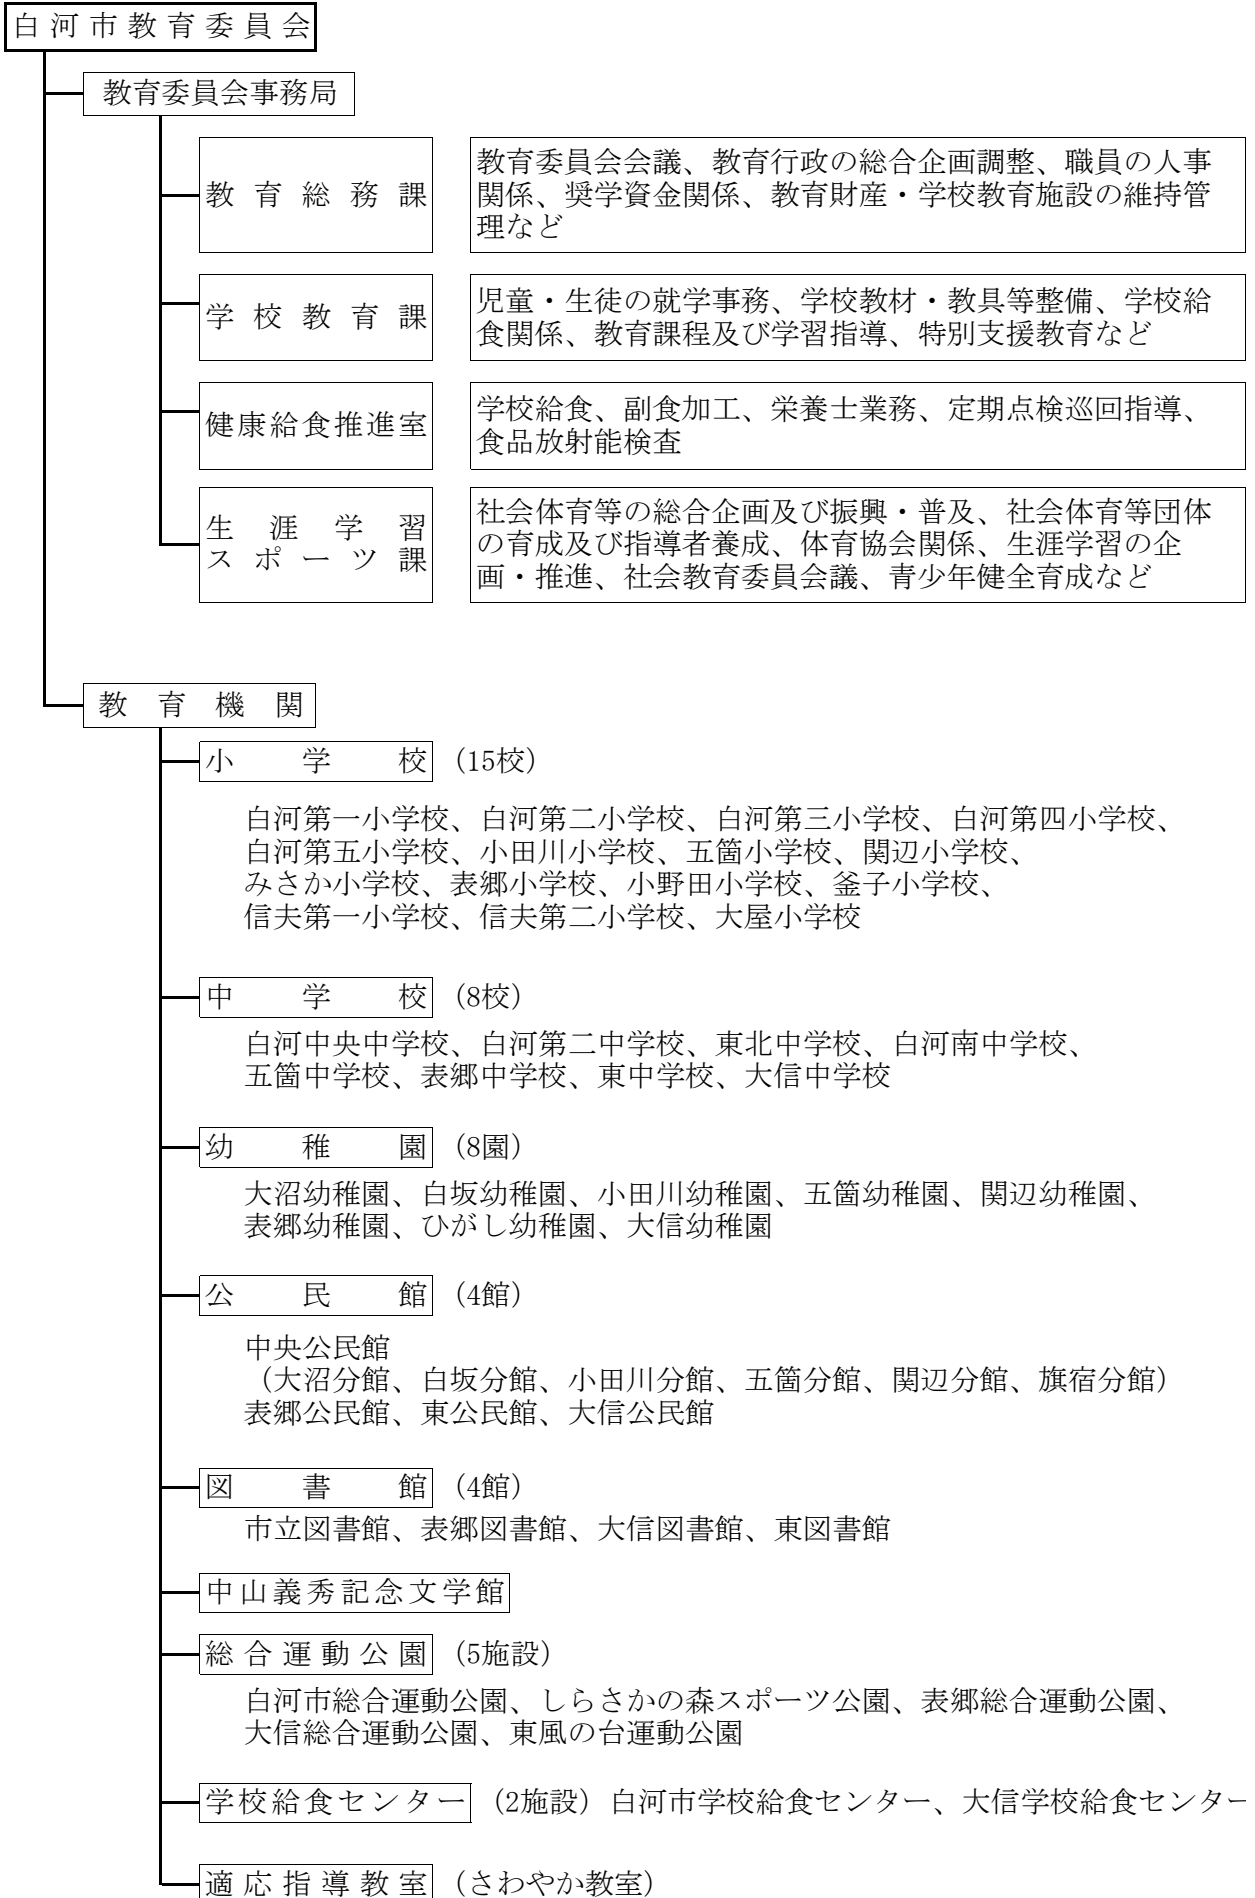 白河市教育委員会
教育委員会事務局
教育総務課
教育委員会会議、教育行政の総合企画調整、職員の人事
関係、奨学資金関係、教育財産・学校教育施設の維持管
理など
学校教育課
児童・生徒の就学事務、学校教材・教具等整備、学校給
食関係、教育課程及び学習指導、特別支援教育など
健康給食推進室
学校給食、副食加工、栄養士業務、定期点検巡回指導、
食品放射能検査
生涯学習
スポーツ課
社会体育等の総合企画及び振興・普及、社会体育等団体
の育成及び指導者養成、体育協会関係、生涯学習の企
画・推進、社会教育委員会議、青少年健全育成など
教育機関
小学校（15校）
白河第一小学校、白河第二小学校、白河第三小学校、白河第四小学校、
白河第五小学校、小田川小学校、五箇小学校、関辺小学校、
みさか小学校、表郷小学校、小野田小学校、釜子小学校、
信夫第一小学校、信夫第二小学校、大屋小学校
中学校（8校）
白河中央中学校、白河第二中学校、東北中学校、白河南中学校、
五箇中学校、表郷中学校、東中学校、大信中学校
幼稚園（8園）
大沼幼稚園、白坂幼稚園、小田川幼稚園、五箇幼稚園、関辺幼稚園、
表郷幼稚園、ひがし幼稚園、大信幼稚園
公民館（4館）
中央公民館
（大沼分館、白坂分館、小田川分館、五箇分館、関辺分館、旗宿分館）
表郷公民館、東公民館、大信公民館
図書館（4館）
市立図書館、表郷図書館、大信図書館、東図書館
中山義秀記念文学館
総合運動公園（5施設）
白河市総合運動公園、しらさかの森スポーツ公園、表郷総合運動公園、
大信総合運動公園、東風の台運動公園
学校給食センター（2施設）白河市学校給食センター、大信学校給食センター
適応指導教室（さわやか教室）